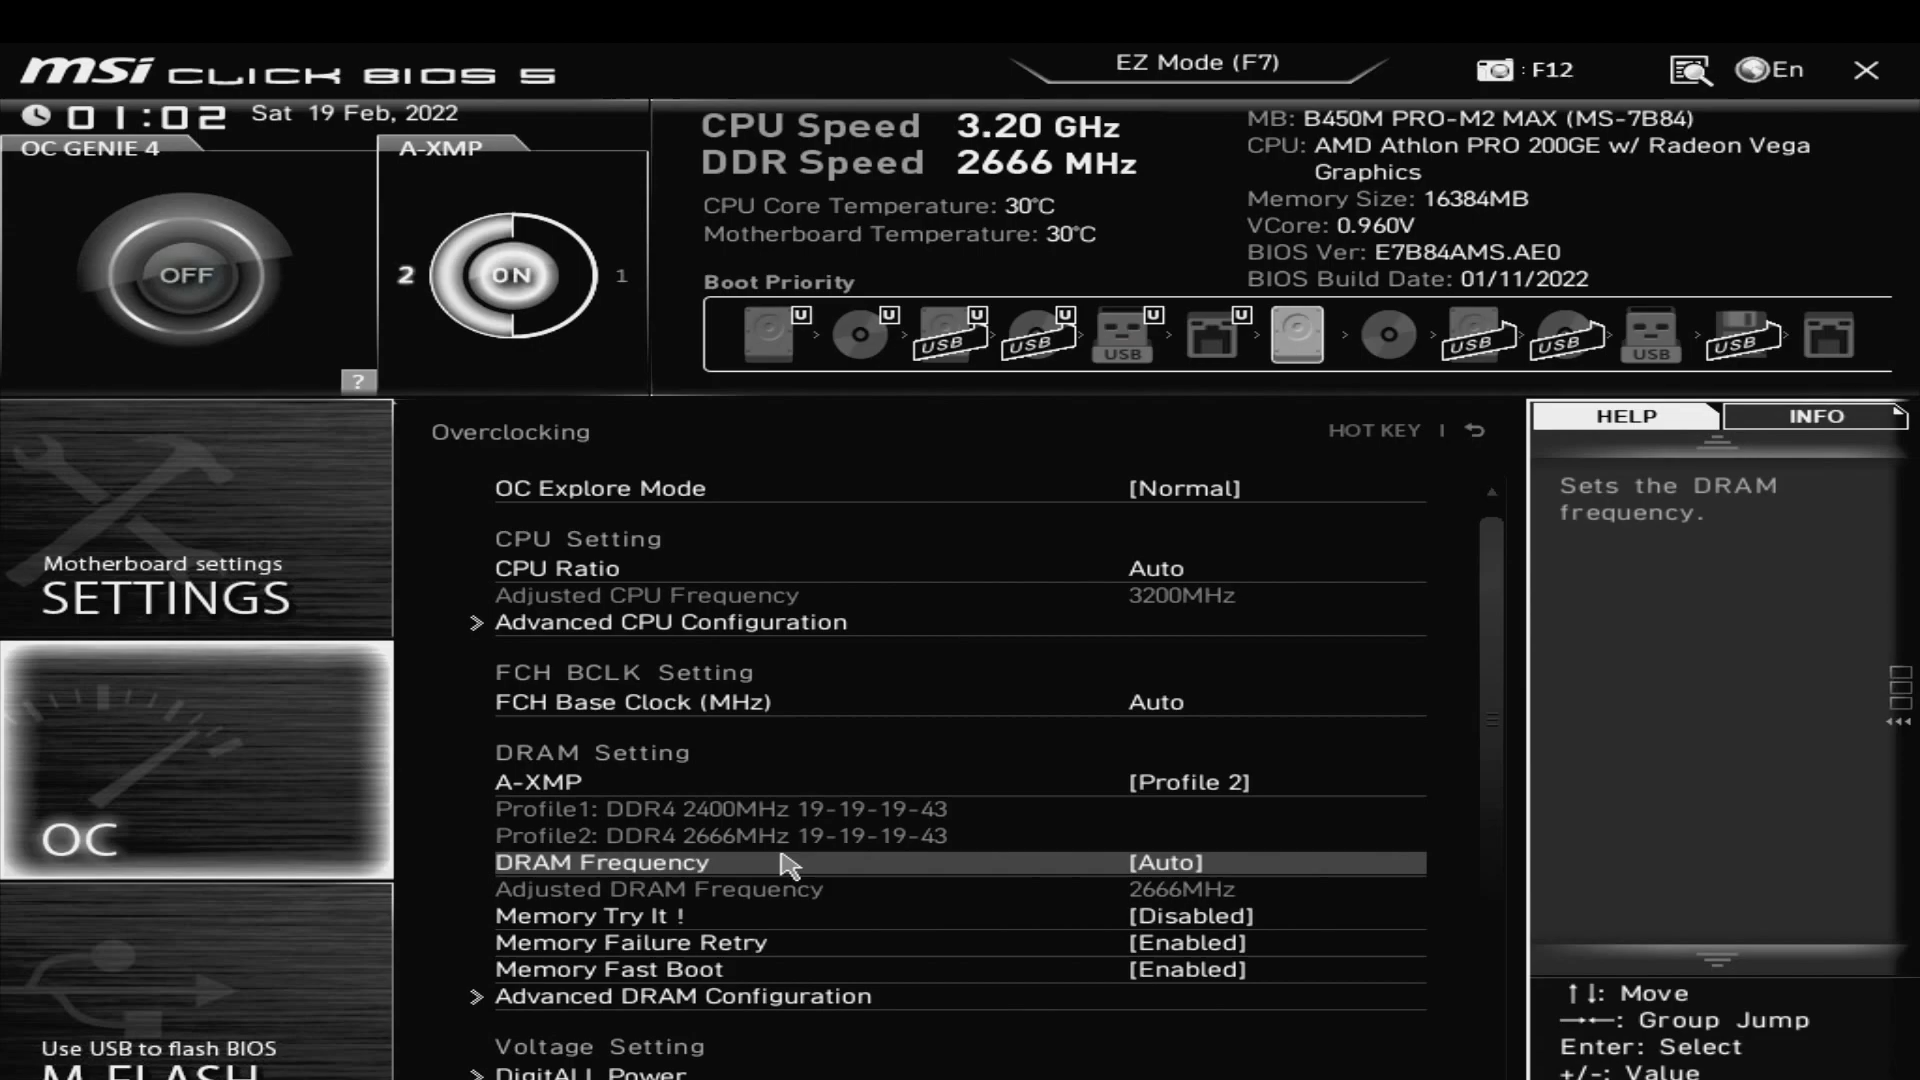 msi CLICK BIOS 5
EZ Mode (F7)
: F12
En
01:02 Sat 19 Feb, 2022
OC GENIE 4
OFF
?
A-XMP
2
ON
1
CPU Speed 3.20 GHz
DDR Speed 2666 MHz
CPU Core Temperature: 30°C
Motherboard Temperature: 30°C
MB: B450M PRO-M2 MAX (MS-7B84)
CPU: AMD Athlon PRO 200GE w/ Radeon Vega
Graphics
Memory Size: 16384MB
VCore: 0.960V
BIOS Ver: E7B84AMS.AE0
BIOS Build Date: 01/11/2022
Boot Priority
U U U U U U
USB USB USB USB USB USB USB
Motherboard settings
SETTINGS
OC
Use USB to flash BIOS
M-FLASH
Overclocking
HOT KEY |
OC Explore Mode [Normal]
CPU Setting
CPU Ratio Auto
Adjusted CPU Frequency 3200MHz
> Advanced CPU Configuration
FCH BCLK Setting
FCH Base Clock (MHz) Auto
DRAM Setting
A-XMP [Profile 2]
Profile1: DDR4 2400MHz 19-19-19-43
Profile2: DDR4 2666MHz 19-19-19-43
DRAM Frequency [Auto]
Adjusted DRAM Frequency 2666MHz
Memory Try It ! [Disabled]
Memory Failure Retry [Enabled]
Memory Fast Boot [Enabled]
> Advanced DRAM Configuration
Voltage Setting
> DigitALL Power
HELP
INFO
Sets the DRAM
frequency.
↑↓: Move
→←: Group Jump
Enter: Select
+/-: Value